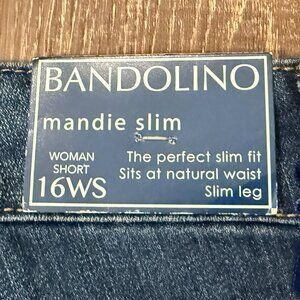 BANDOLINO
mandie slim
WOMAN
SHORT
16WS
The perfect slim fit
Sits at natural waist
Slim leg